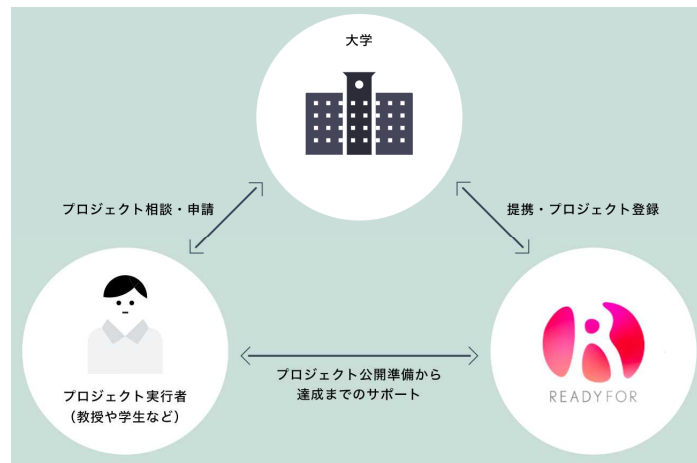 大学
プロジェクト相談・申請
提携・プロジェクト登録
プロジェクト公開準備から
達成までのサポート
プロジェクト実行者
（教授や学生など）
READYFOR